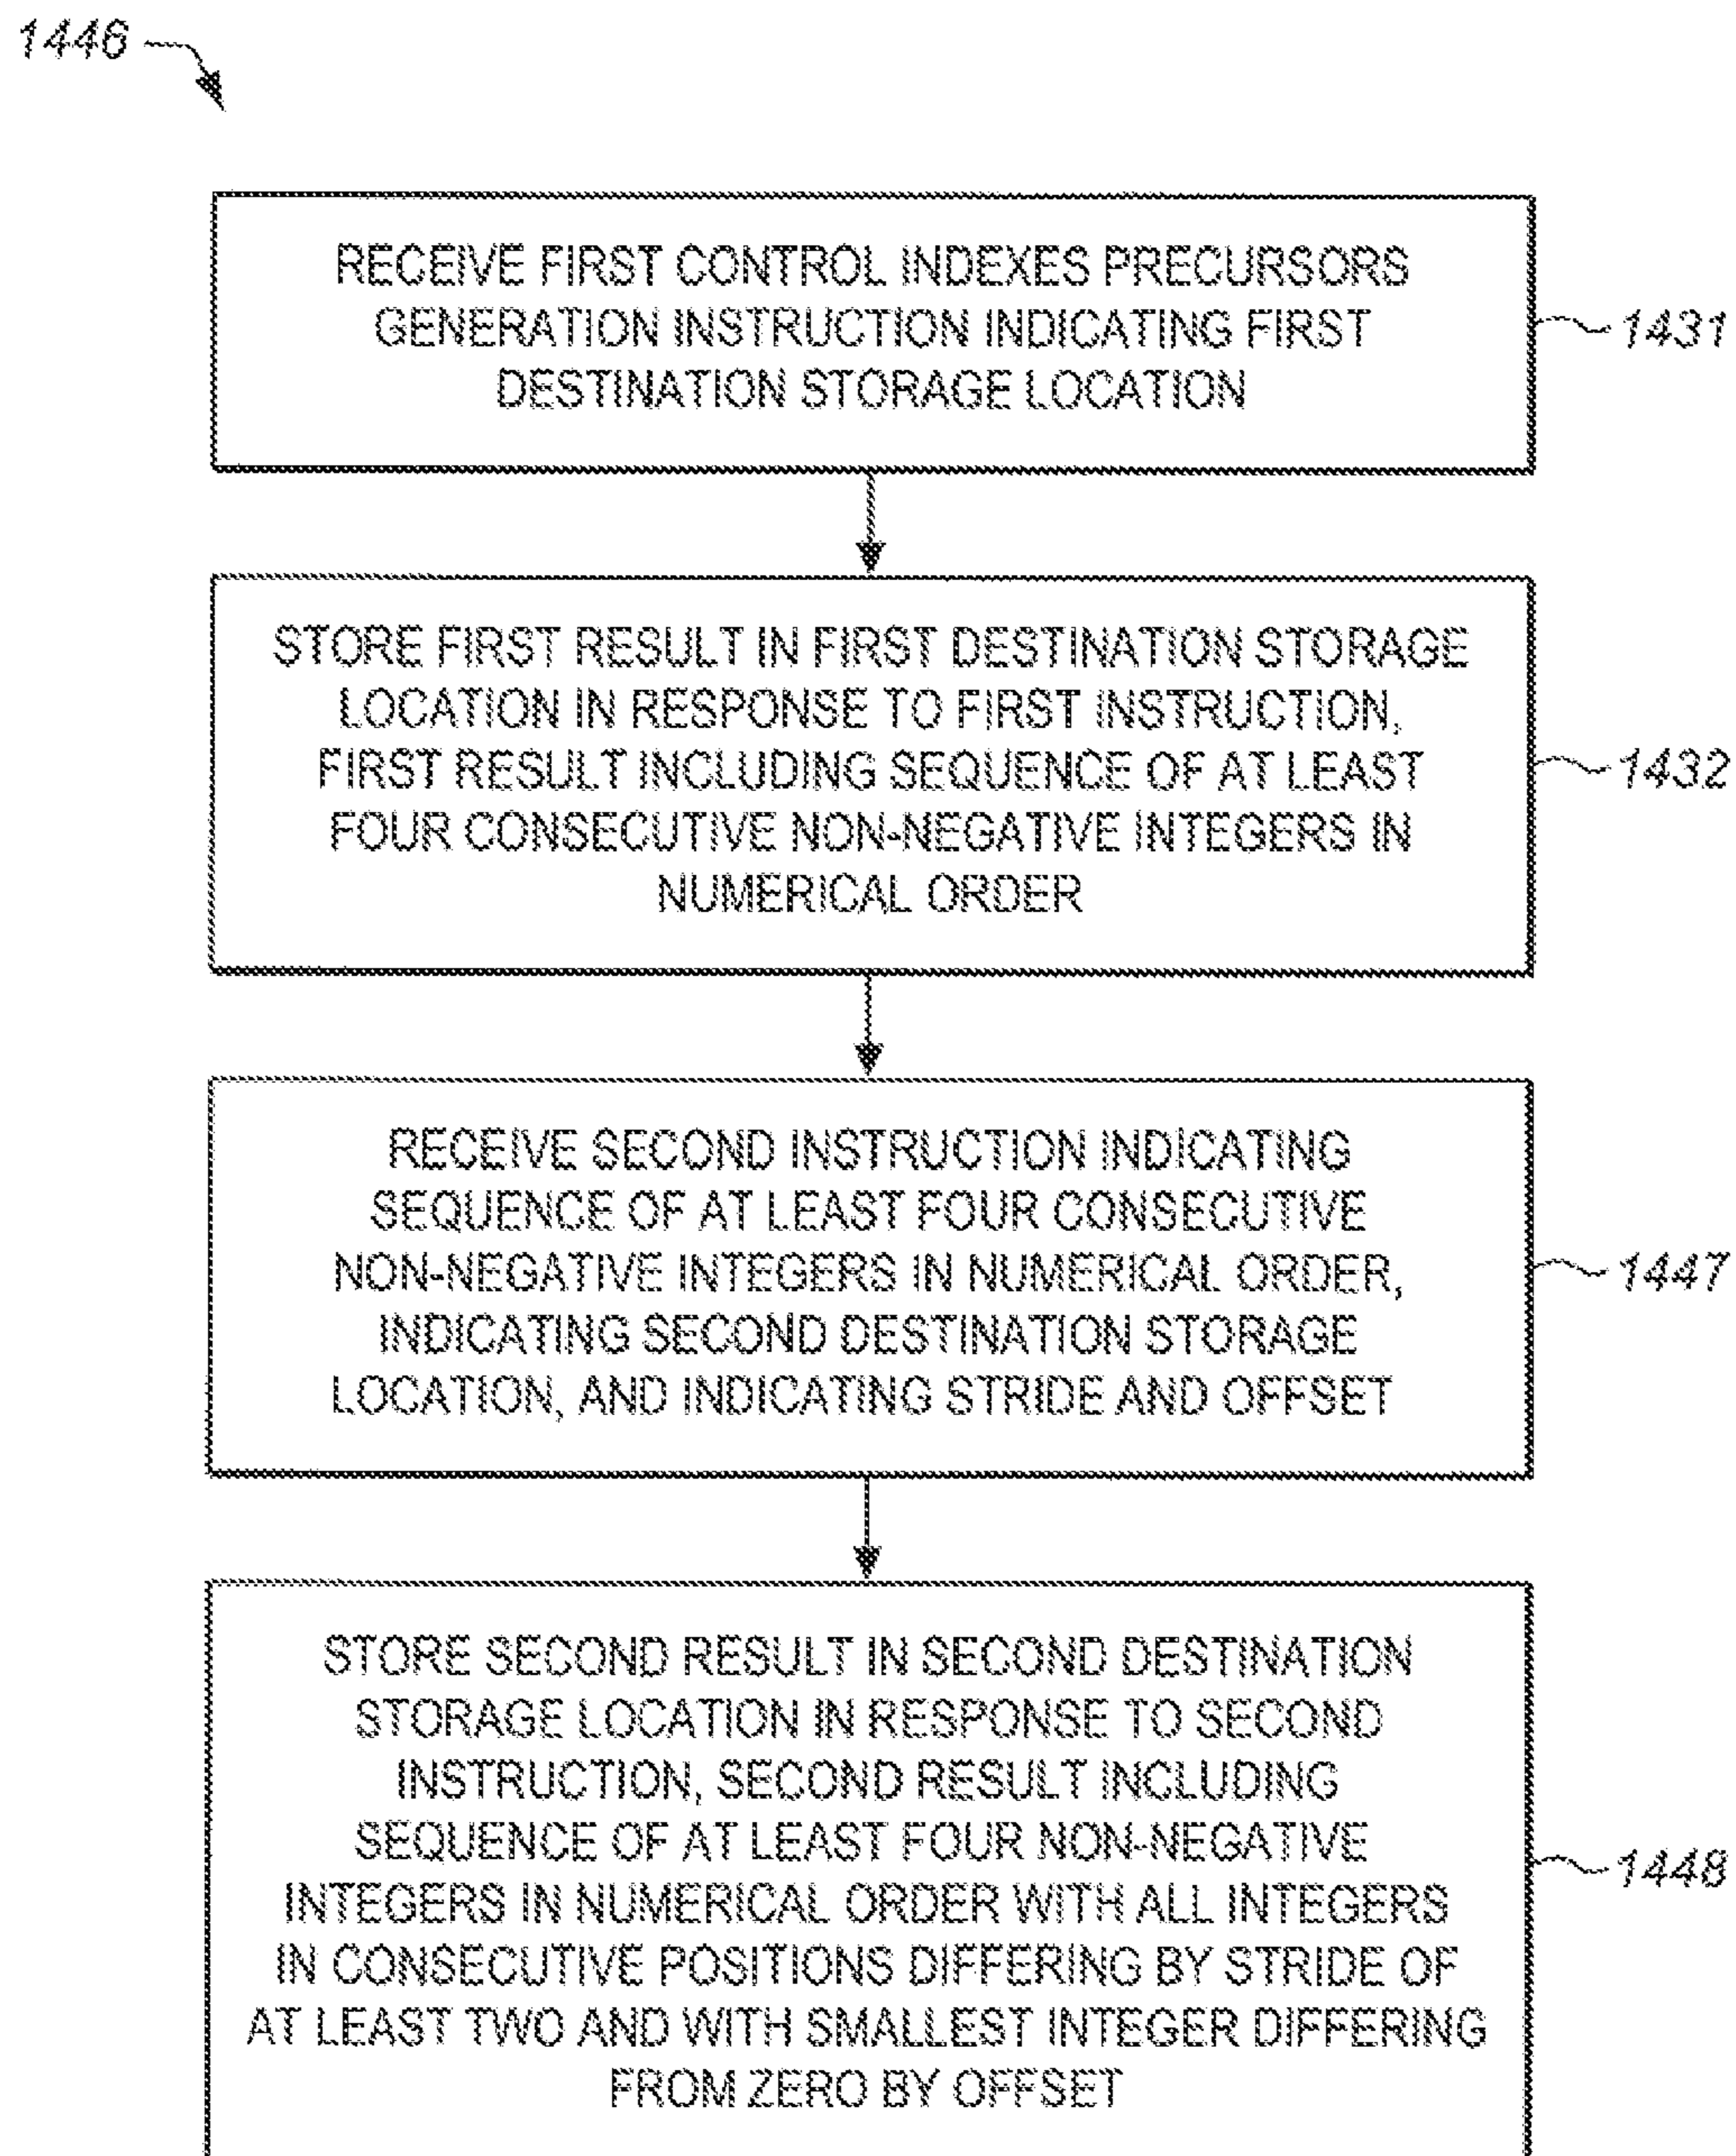 1446
RECEIVE FIRST CONTROL INDEXES PRECURSORS
GENERATION INSTRUCTION INDICATING FIRST
DESTINATION STORAGE LOCATION
1431
STORE FIRST RESULT IN FIRST DESTINATION STORAGE
LOCATION IN RESPONSE TO FIRST INSTRUCTION,
FIRST RESULT INCLUDING SEQUENCE OF AT LEAST
FOUR CONSECUTIVE NON-NEGATIVE INTEGERS IN
NUMERICAL ORDER
1432
RECEIVE SECOND INSTRUCTION INDICATING
SEQUENCE OF AT LEAST FOUR CONSECUTIVE
NON-NEGATIVE INTEGERS IN NUMERICAL ORDER,
INDICATING SECOND DESTINATION STORAGE
LOCATION, AND INDICATING STRIDE AND OFFSET
1447
STORE SECOND RESULT IN SECOND DESTINATION
STORAGE LOCATION IN RESPONSE TO SECOND
INSTRUCTION, SECOND RESULT INCLUDING
SEQUENCE OF AT LEAST FOUR NON-NEGATIVE
INTEGERS IN NUMERICAL ORDER WITH ALL INTEGERS
IN CONSECUTIVE POSITIONS DIFFERING BY STRIDE OF
AT LEAST TWO AND WITH SMALLEST INTEGER DIFFERING
FROM ZERO BY OFFSET
1448